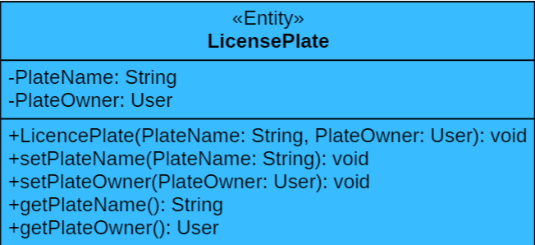 «Entity»
LicensePlate
-PlateName: String
-PlateOwner: User
+LicencePlate(PlateName: String, PlateOwner: User): void
+setPlateName(PlateName: String): void
+setPlateOwner(PlateOwner: User): void
+getPlateName(): String
+getPlateOwner(): User